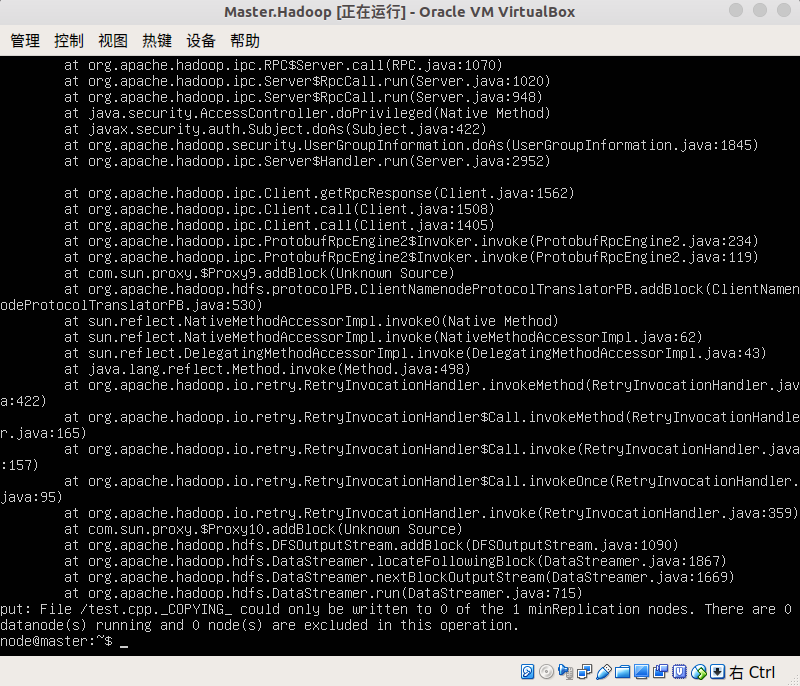 Master.Hadoop [正在运行] - Oracle VM VirtualBox
管理 控制 视图 热键 设备 帮助
at org.apache.hadoop.ipc.RPC$Server.call(RPC.java:1070)
at org.apache.hadoop.ipc.Server$RpcCall.run(Server.java:1020)
at org.apache.hadoop.ipc.Server$RpcCall.run(Server.java:948)
at java.security.AccessController.doPrivileged(Native Method)
at javax.security.auth.Subject.doAs(Subject.java:422)
at org.apache.hadoop.security.UserGroupInformation.doAs(UserGroupInformation.java:1845)
at org.apache.hadoop.ipc.Server$Handler.run(Server.java:2952)
at org.apache.hadoop.ipc.Client.getRpcResponse(Client.java:1562)
at org.apache.hadoop.ipc.Client.call(Client.java:1508)
at org.apache.hadoop.ipc.Client.call(Client.java:1405)
at org.apache.hadoop.ipc.ProtobufRpcEngine2$Invoker.invoke(ProtobufRpcEngine2.java:234)
at org.apache.hadoop.ipc.ProtobufRpcEngine2$Invoker.invoke(ProtobufRpcEngine2.java:119)
at com.sun.proxy.$Proxy9.addBlock(Unknown Source)
at org.apache.hadoop.hdfs.protocolPB.ClientNamenodeProtocolTranslatorPB.addBlock(ClientNamen
odeProtocolTranslatorPB.java:530)
at sun.reflect.NativeMethodAccessorImpl.invoke0(Native Method)
at sun.reflect.NativeMethodAccessorImpl.invoke(NativeMethodAccessorImpl.java:62)
at sun.reflect.DelegatingMethodAccessorImpl.invoke(DelegatingMethodAccessorImpl.java:43)
at java.lang.reflect.Method.invoke(Method.java:498)
at org.apache.hadoop.io.retry.RetryInvocationHandler.invokeMethod(RetryInvocationHandler.jav
a:422)
at org.apache.hadoop.io.retry.RetryInvocationHandler$Call.invokeMethod(RetryInvocationHandle
r.java:165)
at org.apache.hadoop.io.retry.RetryInvocationHandler$Call.invoke(RetryInvocationHandler.java
:157)
at org.apache.hadoop.io.retry.RetryInvocationHandler$Call.invokeOnce(RetryInvocationHandler.
java:95)
at org.apache.hadoop.io.retry.RetryInvocationHandler.invoke(RetryInvocationHandler.java:359)
at com.sun.proxy.$Proxy10.addBlock(Unknown Source)
at org.apache.hadoop.hdfs.DFSOutputStream.addBlock(DFSOutputStream.java:1090)
at org.apache.hadoop.hdfs.DataStreamer.locateFollowingBlock(DataStreamer.java:1867)
at org.apache.hadoop.hdfs.DataStreamer.nextBlockOutputStream(DataStreamer.java:1669)
at org.apache.hadoop.hdfs.DataStreamer.run(DataStreamer.java:715)
put: File /test.cpp._COPYING_ could only be written to 0 of the 1 minReplication nodes. There are 0
datanode(s) running and 0 node(s) are excluded in this operation.
node@master:~$ _
右 Ctrl